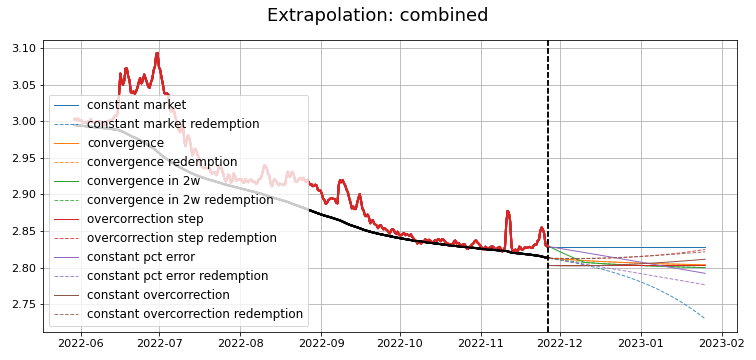 Extrapolation: combined
3.10
3.05
3.00
2.95
2.90
2.85
2.80
2.75
constant market
constant market redemption
convergence
convergence redemption
convergence in 2w
convergence in 2w redemption
overcorrection step
overcorrection step redemption
constant pct error
constant pct error redemption
constant overcorrection
constant overcorrection redemption
2022-06 2022-07 2022-08 2022-09 2022-10 2022-11 2022-12 2023-01 2023-02